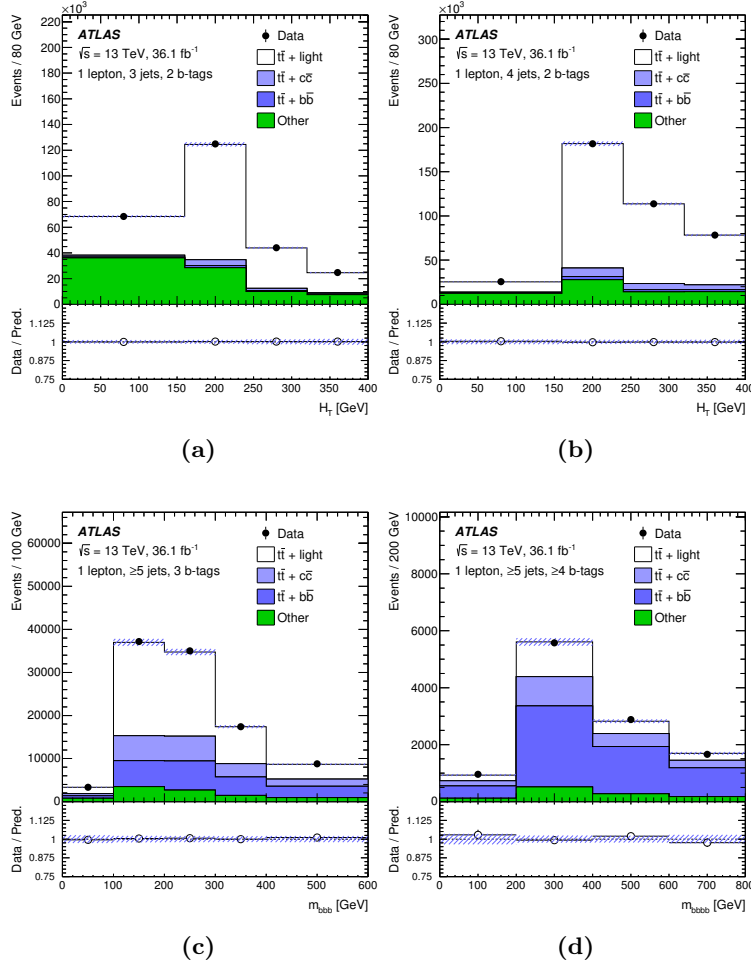 ×10³
220
200
180
160
140
120
100
80
60
40
20
0
Events / 80 GeV
ATLAS
√s = 13 TeV, 36.1 fb⁻¹
1 lepton, 3 jets, 2 b-tags
Data
tt̄ + light
tt̄ + cc̄
tt̄ + bb̄
Other
1.125
1
0.875
0.75
Data / Pred.
0 50 100 150 200 250 300 350 400
H_T [GeV]
(a)
×10³
300
250
200
150
100
50
0
Events / 80 GeV
ATLAS
√s = 13 TeV, 36.1 fb⁻¹
1 lepton, 4 jets, 2 b-tags
Data
tt̄ + light
tt̄ + cc̄
tt̄ + bb̄
Other
1.125
1
0.875
0.75
Data / Pred.
0 50 100 150 200 250 300 350 400
H_T [GeV]
(b)
60000
50000
40000
30000
20000
10000
0
Events / 100 GeV
ATLAS
√s = 13 TeV, 36.1 fb⁻¹
1 lepton, ≥5 jets, 3 b-tags
Data
tt̄ + light
tt̄ + cc̄
tt̄ + bb̄
Other
1.125
1
0.875
0.75
Data / Pred.
0 100 200 300 400 500 600
m_bbb [GeV]
(c)
10000
8000
6000
4000
2000
0
Events / 200 GeV
ATLAS
√s = 13 TeV, 36.1 fb⁻¹
1 lepton, ≥5 jets, ≥4 b-tags
Data
tt̄ + light
tt̄ + cc̄
tt̄ + bb̄
Other
1.125
1
0.875
0.75
Data / Pred.
0 100 200 300 400 500 600 700 800
m_bbbb [GeV]
(d)